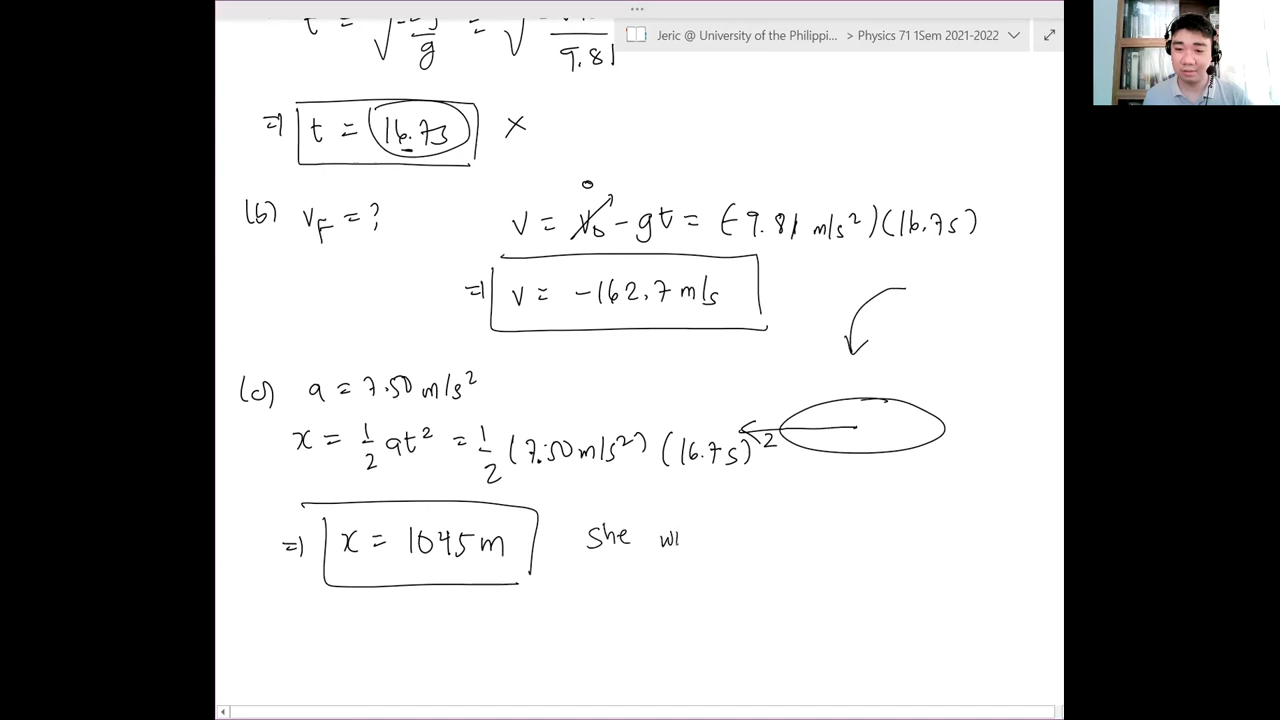 Jeric @ University of the Philippi... > Physics 71 1Sem 2021-2022
g = 9.81
⇒ t = 16.7s ×
(b) v_F = ? v = v₀ - gt = (-9.81 m/s²)(16.7s)
0
⇒ v = -162.7 m/s
(c) a = 7.50 m/s²
x = 1/2 at² = 1/2 (7.50 m/s²) (16.7s)²
⇒ x = 1045 m she wi